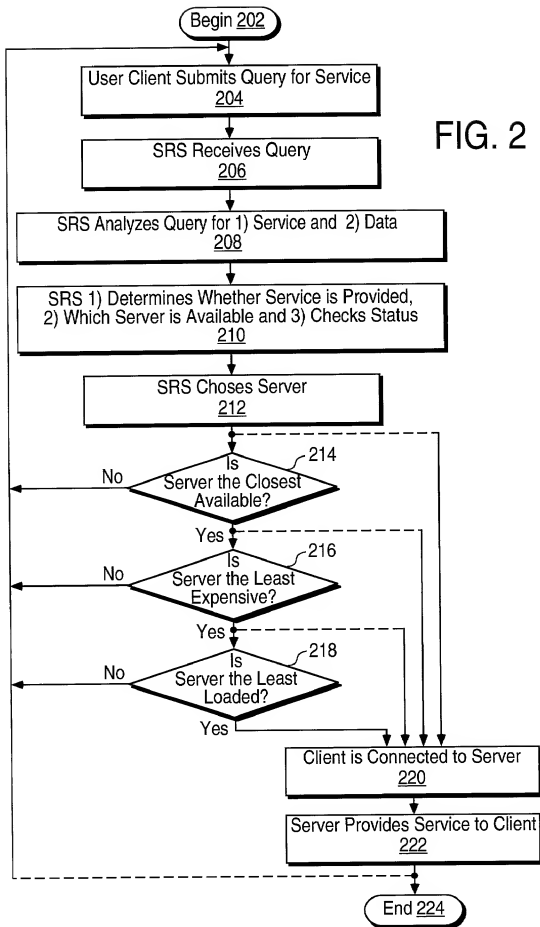 Begin 202
User Client Submits Query for Service
204
FIG. 2
SRS Receives Query
206
SRS Analyzes Query for 1) Service and 2) Data
208
SRS 1) Determines Whether Service is Provided,
2) Which Server is Available and 3) Checks Status
210
SRS Choses Server
212
214
Is
Server the Closest
Available?
No
Yes
216
Is
Server the Least
Expensive?
No
Yes
218
Is
Server the Least
Loaded?
No
Yes
Client is Connected to Server
220
Server Provides Service to Client
222
End 224